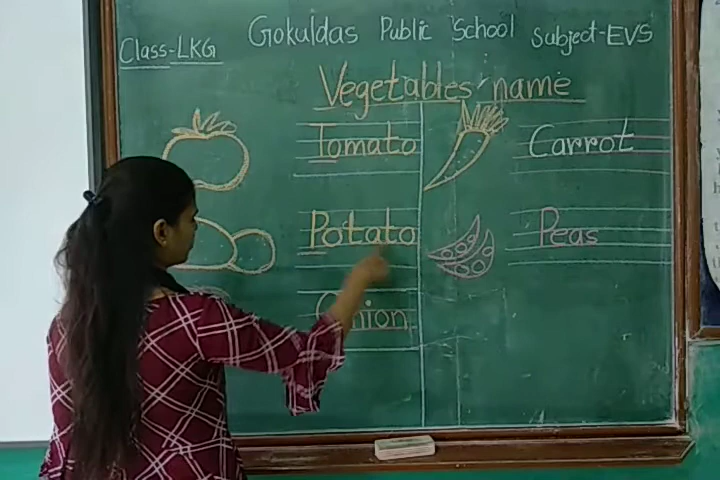 Class-LKG Gokuldas Public School Subject-EVS
Vegetables name
Tomato
Carrot
Potato
Peas
Onion